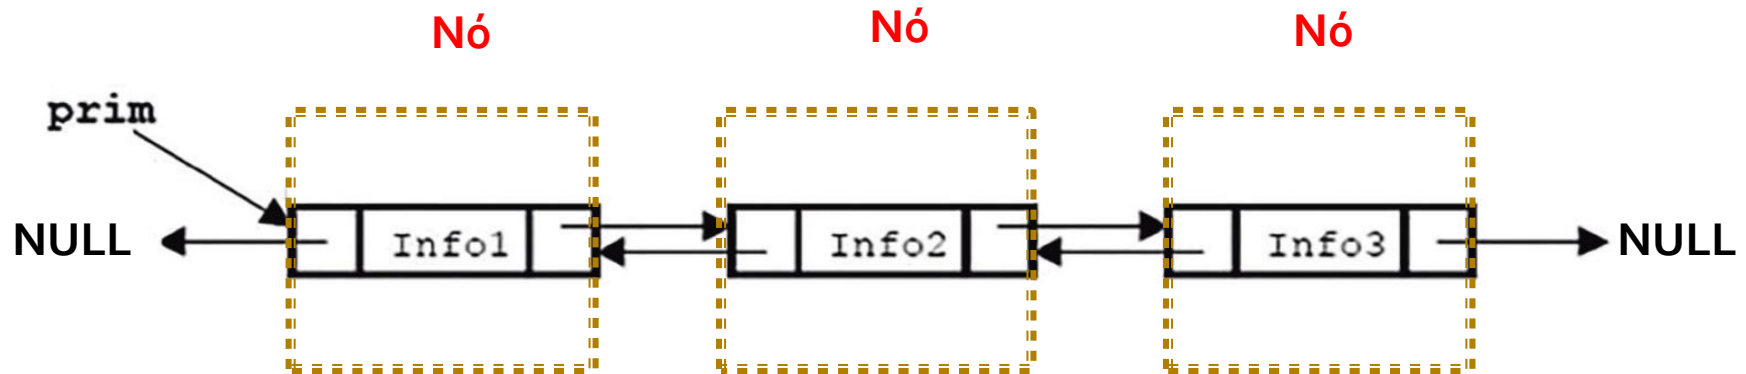 Nó
Nó
Nó
prim
NULL
Info1
Info2
Info3
NULL